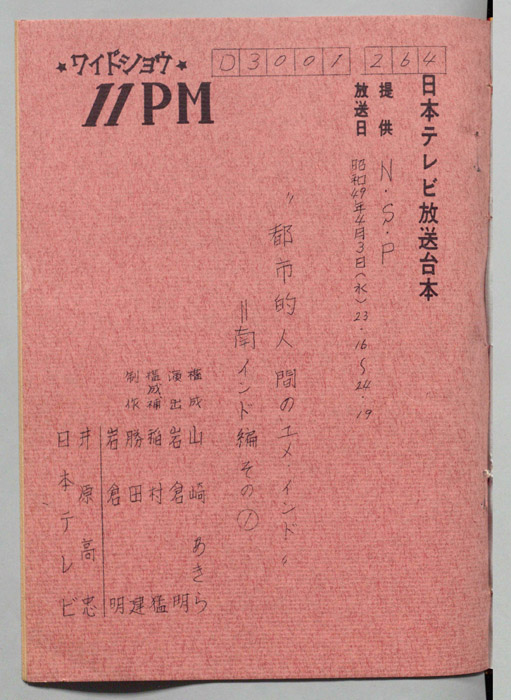 ワイドショウ
11PM
D3001 264
日本テレビ放送台本
提供 N.S.P
放送日 昭和49年4月3日(水)23.16〜24.19
"都市的人間のユメ・インド"
=南インド編その①
構成 山崎あきら
演出 岩倉明
構成補 稲村猛
制作 勝田建
岩倉明
井原高忠
日本テレビ